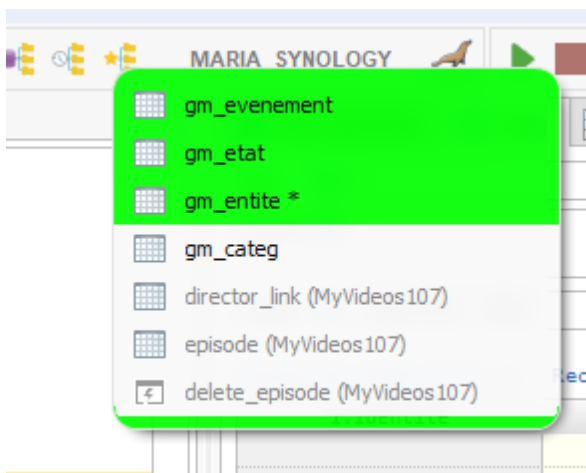 MARIA_SYNOLOGY
gm_evenement
gm_etat
gm_entite *
gm_categ
director_link (MyVideos107)
episode (MyVideos107)
delete_episode (MyVideos107)